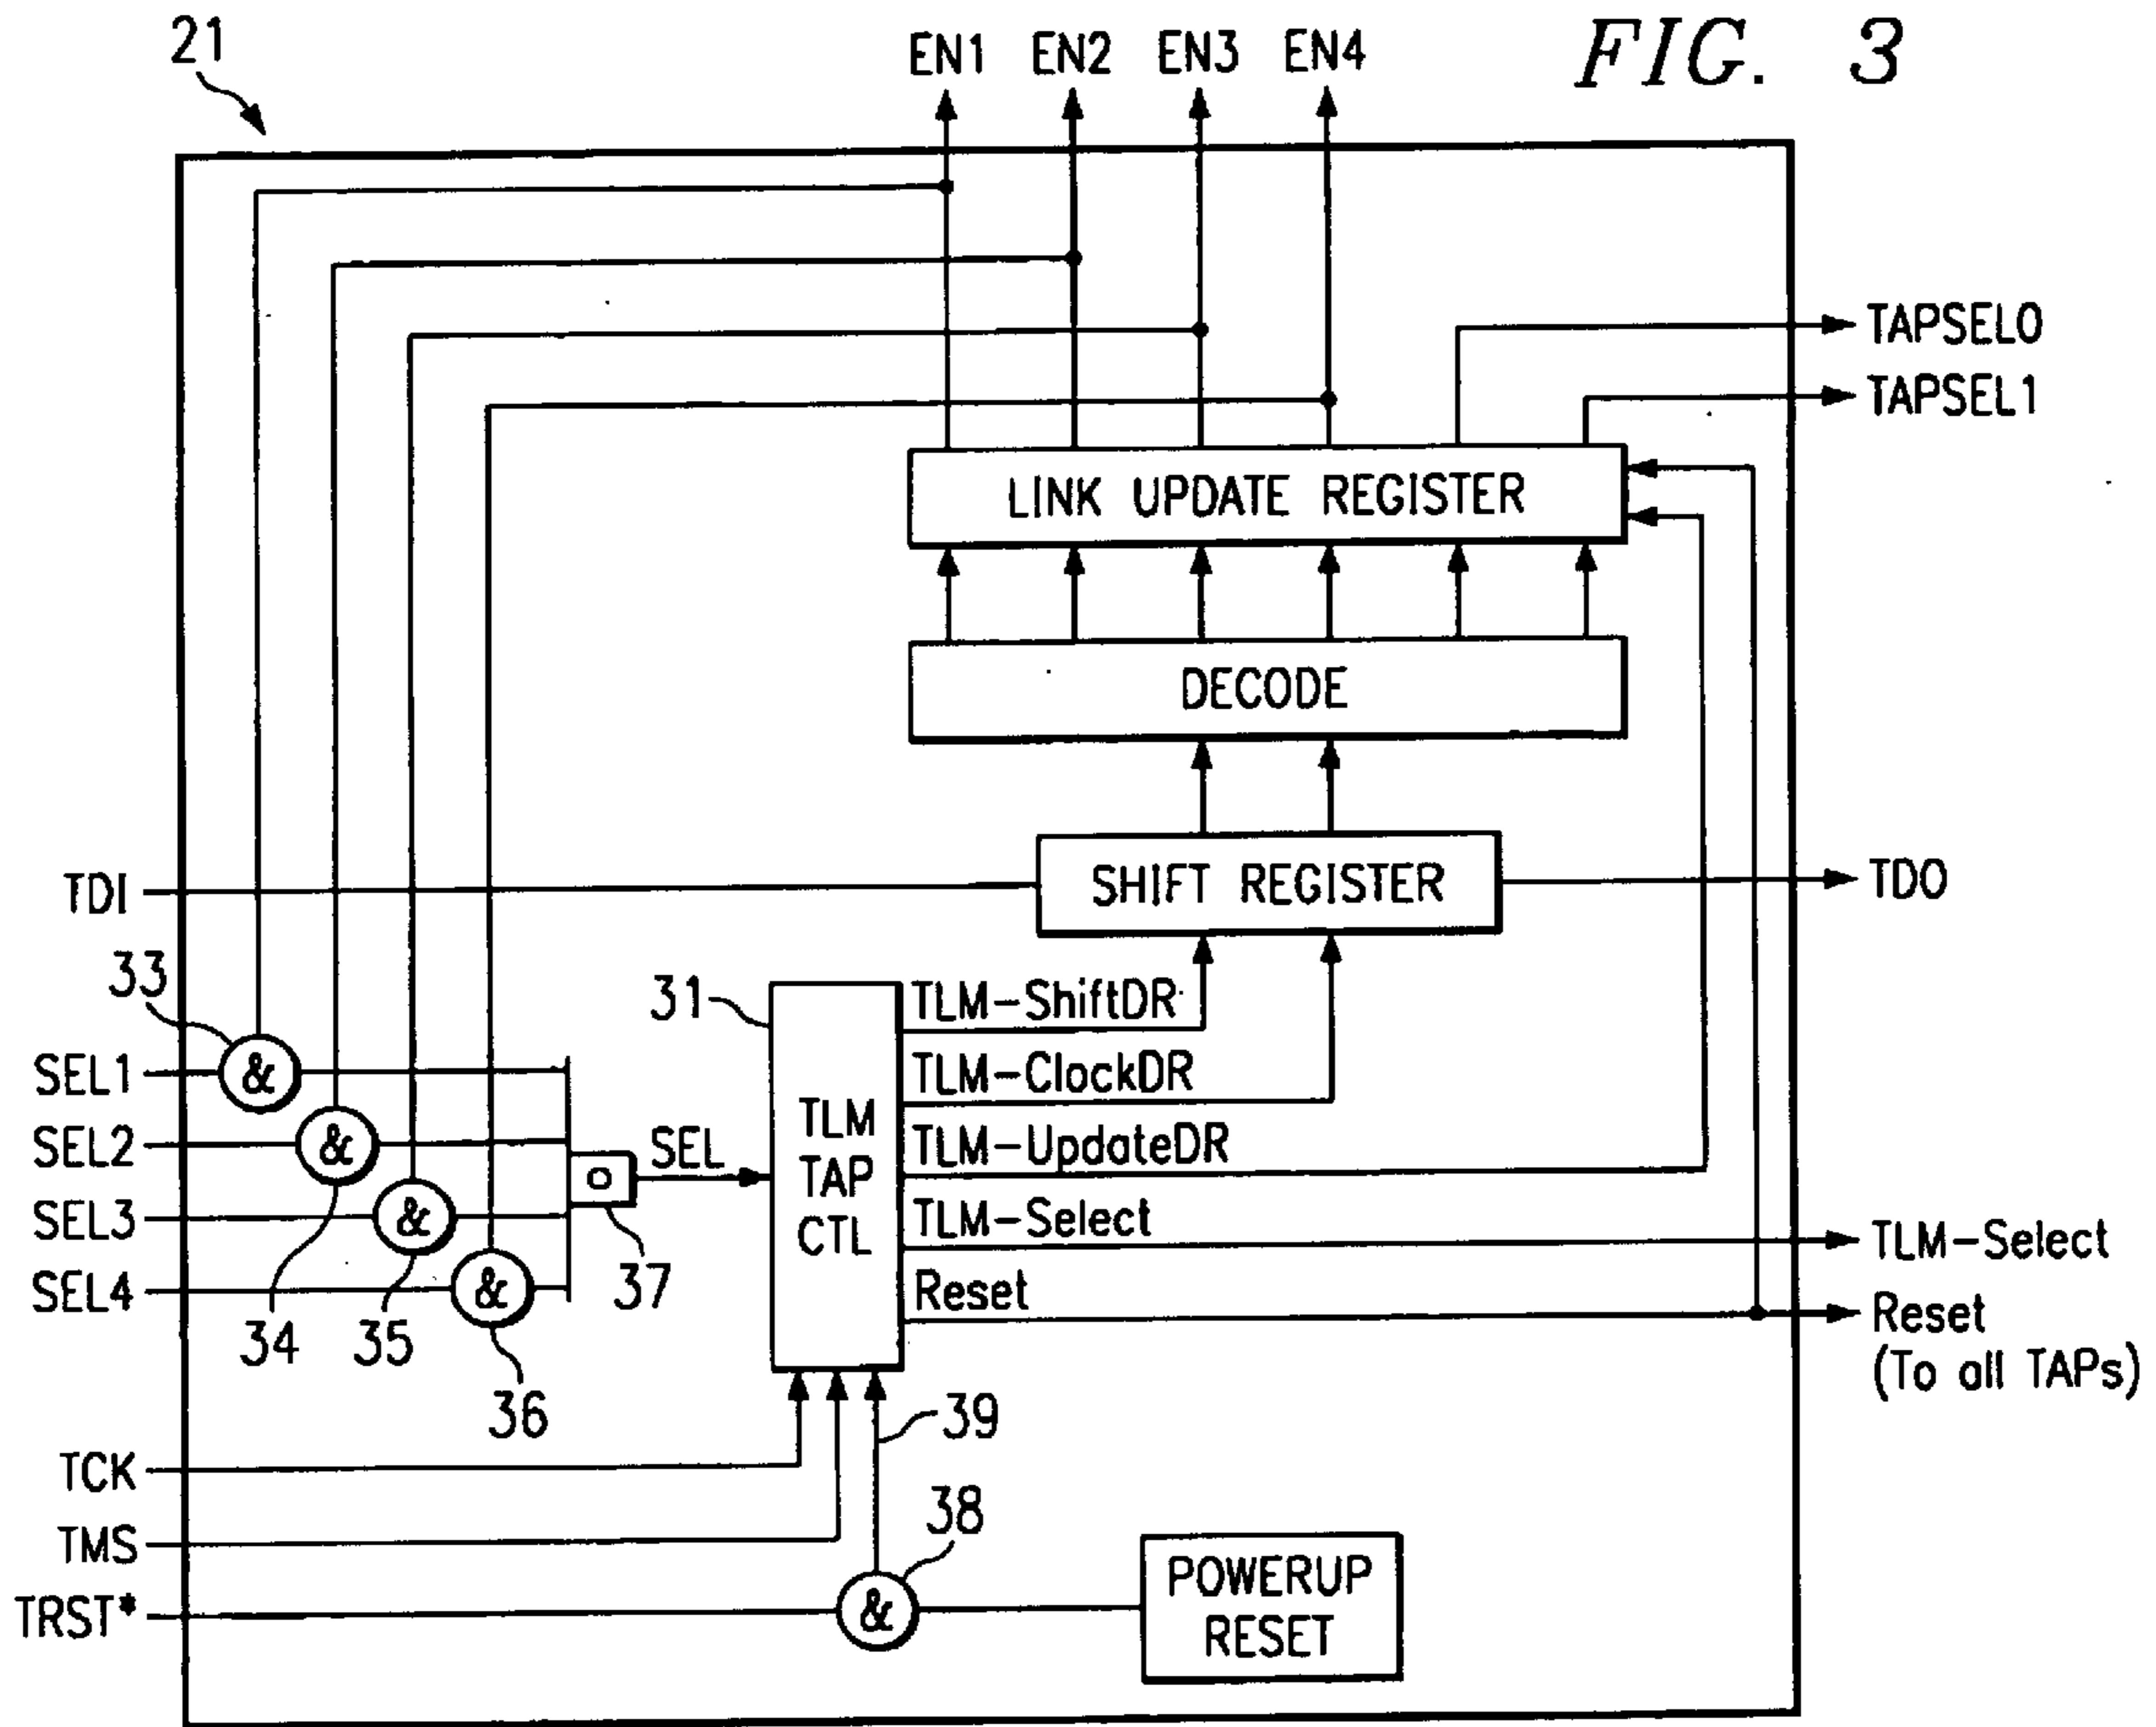 21
EN1 EN2 EN3 EN4
FIG. 3
TAPSEL0
TAPSEL1
LINK UPDATE REGISTER
DECODE
TDI
SHIFT REGISTER
TDO
33
31
TLM-ShiftDR
SEL1
&
TLM-ClockDR
SEL2
&
SEL
TLM
TAP
CTL
TLM-UpdateDR
SEL3
&
TLM-Select
TLM-Select
SEL4
&
O
37
Reset
Reset
(To all TAPs)
34
35
36
39
TCK
38
TMS
TRST*
&
POWERUP
RESET